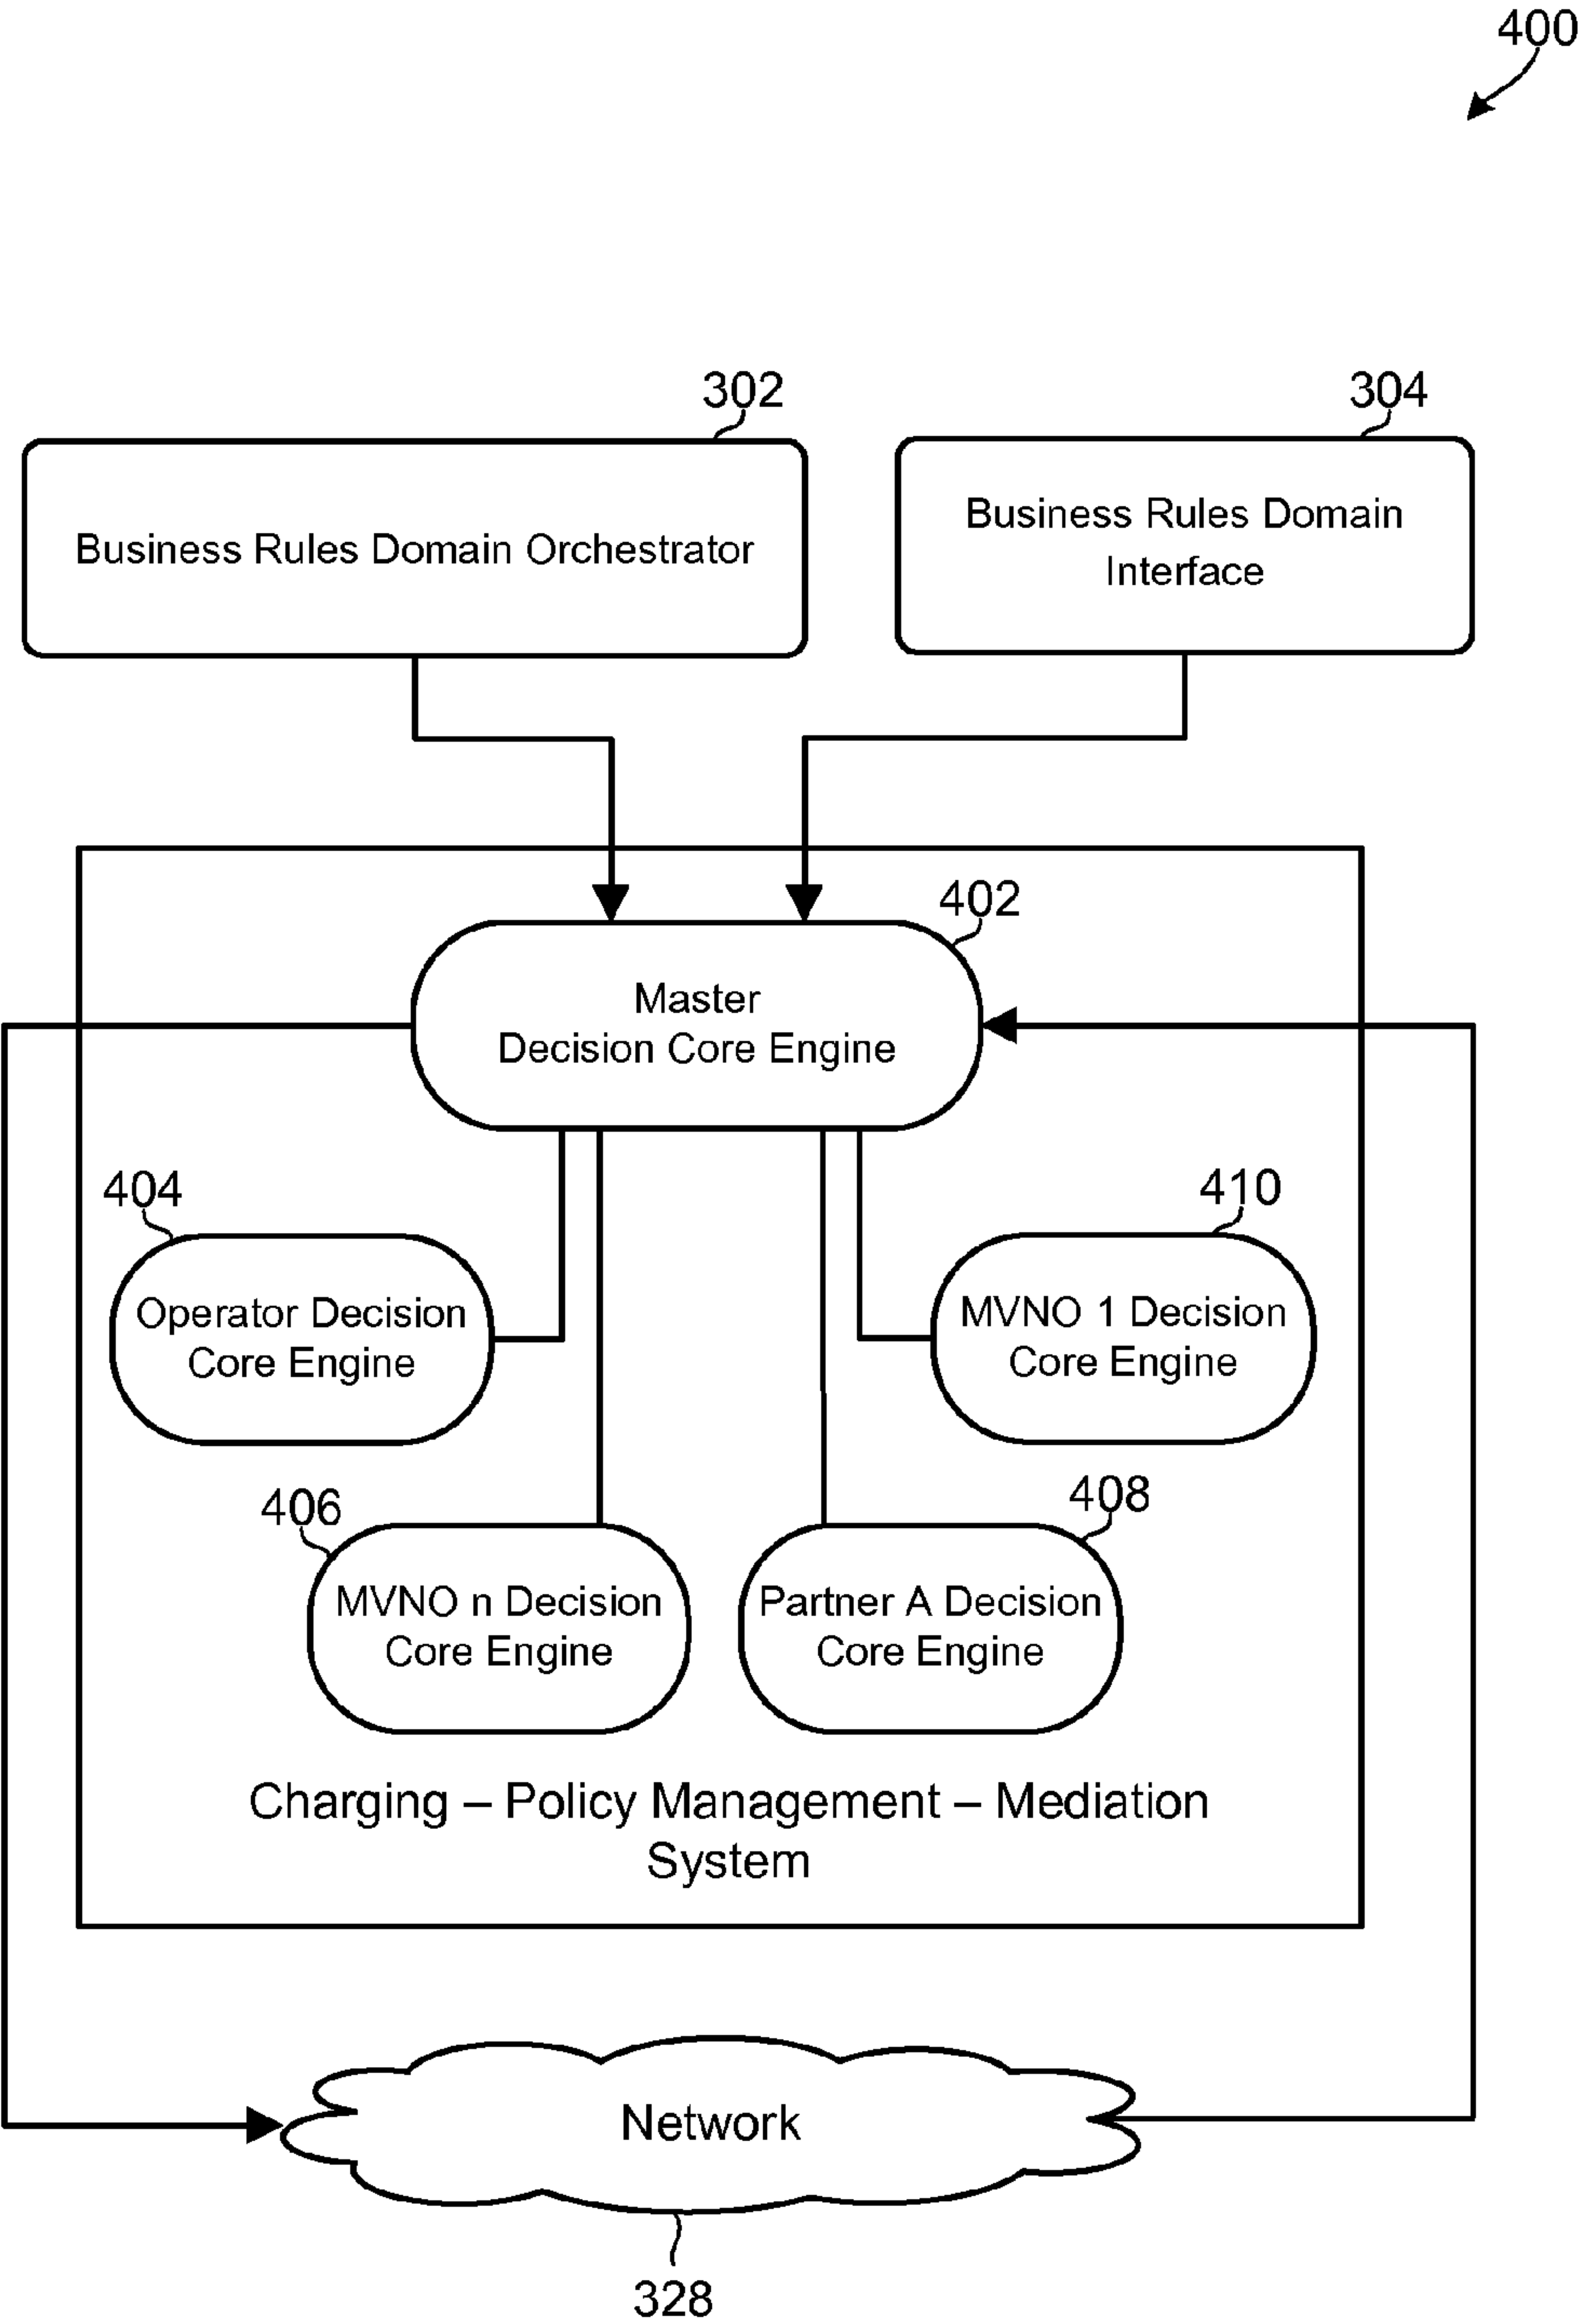 400
302
304
Business Rules Domain Orchestrator
Business Rules Domain
Interface
402
Master
Decision Core Engine
404
410
Operator Decision
Core Engine
MVNO 1 Decision
Core Engine
406
408
MVNO n Decision
Core Engine
Partner A Decision
Core Engine
Charging – Policy Management – Mediation
System
Network
328